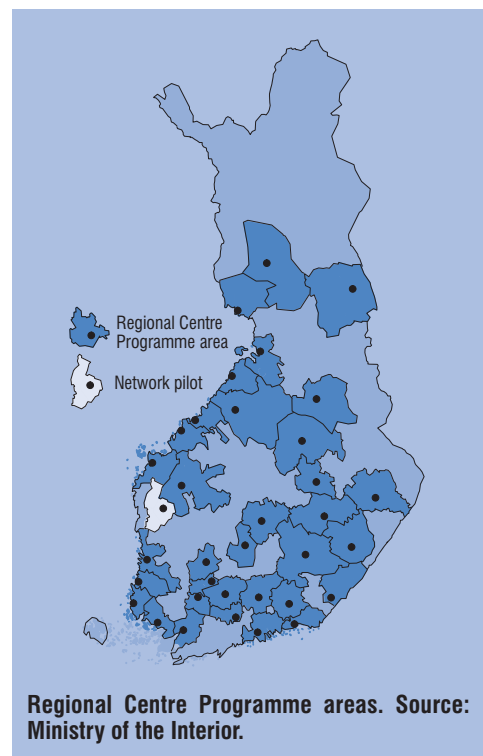 Regional Centre
Programme area
Network pilot
Regional Centre Programme areas. Source:
Ministry of the Interior.